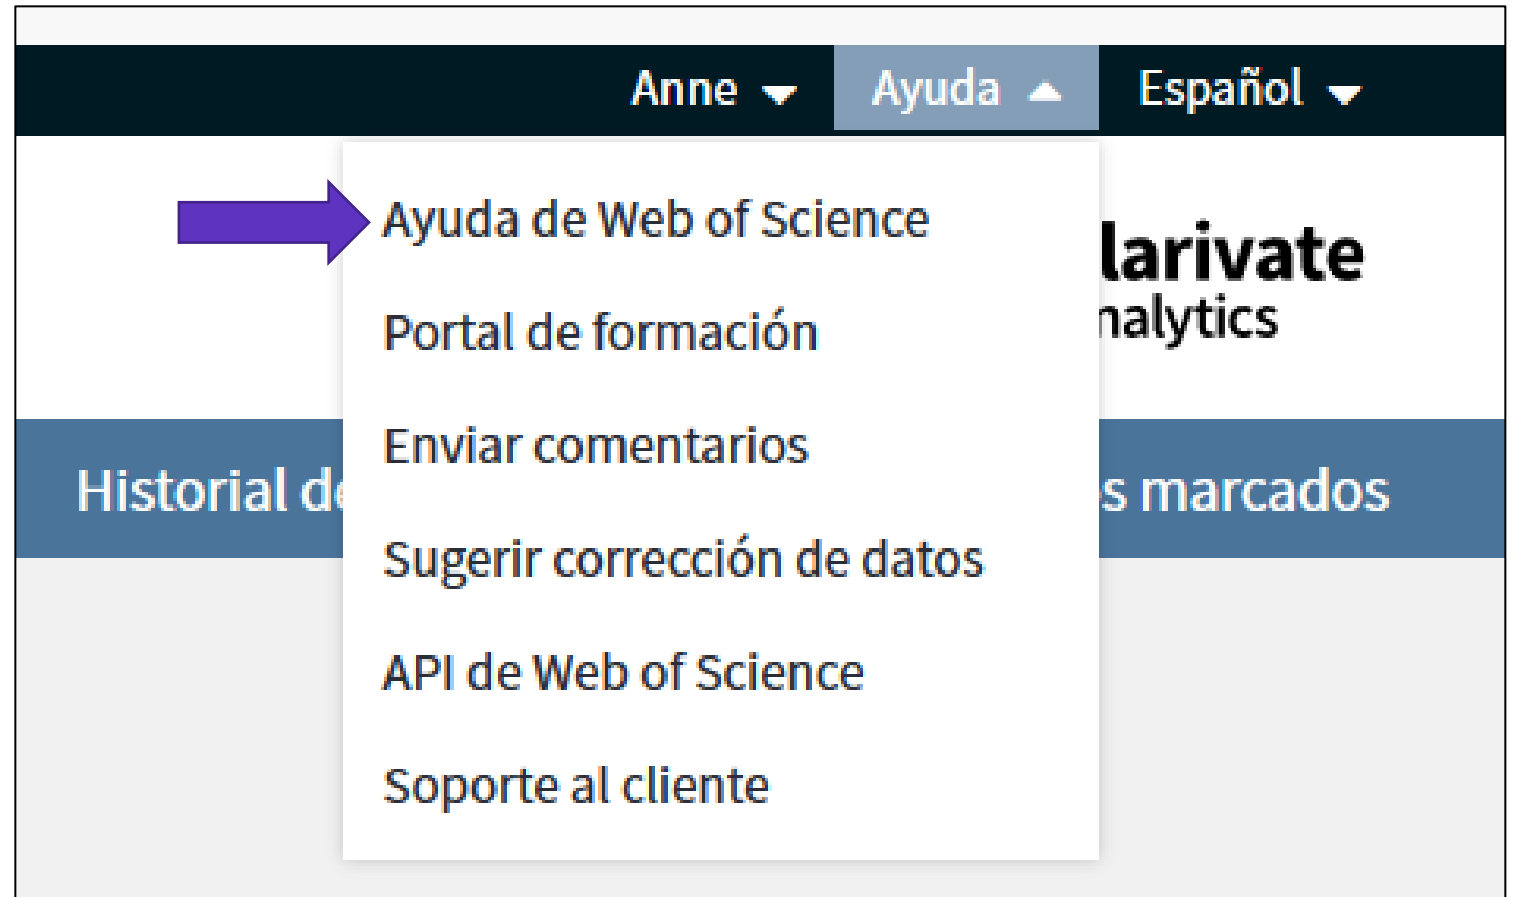 Anne Ayuda Español
Ayuda de Web of Science
larivate
Portal de formación
nalytics
Enviar comentarios
Historial de s marcados
Sugerir corrección de datos
API de Web of Science
Soporte al cliente